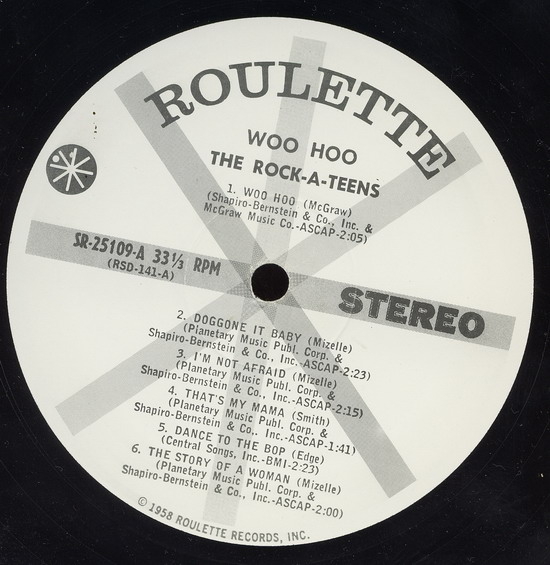 ROULETTE
WOO HOO
THE ROCK-A-TEENS
1. WOO HOO (McGraw)
(Shapiro-Bernstein & Co., Inc. &
McGraw Music Co.-ASCAP-2:05)
SR-25109-A 33⅓ RPM
(RSD-141-A)
STEREO
2. DOGGONE IT BABY (Mizelle)
(Planetary Music Publ. Corp. &
Shapiro-Bernstein & Co., Inc.-ASCAP-2:23)
3. I'M NOT AFRAID (Mizelle)
(Planetary Music Publ. Corp. &
Shapiro-Bernstein & Co., Inc.-ASCAP-2:15)
4. THAT'S MY MAMA (Smith)
(Planetary Music Publ. Corp. &
Shapiro-Bernstein & Co., Inc.-ASCAP-1:41)
5. DANCE TO THE BOP (Edge)
(Central Songs, Inc.-BMI-2:23)
6. THE STORY OF A WOMAN (Mizelle)
(Planetary Music Publ. Corp. &
Shapiro-Bernstein & Co., Inc.-ASCAP-2:00)
© 1958 ROULETTE RECORDS, INC.